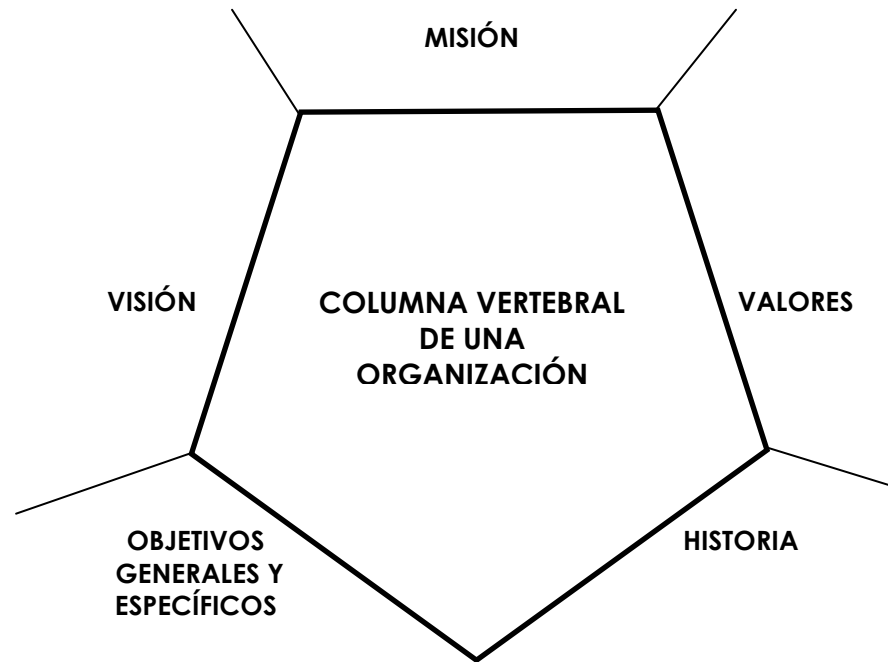 MISIÓN
VISIÓN
COLUMNA VERTEBRAL
DE UNA
ORGANIZACIÓN
VALORES
OBJETIVOS
GENERALES Y
ESPECÍFICOS
HISTORIA